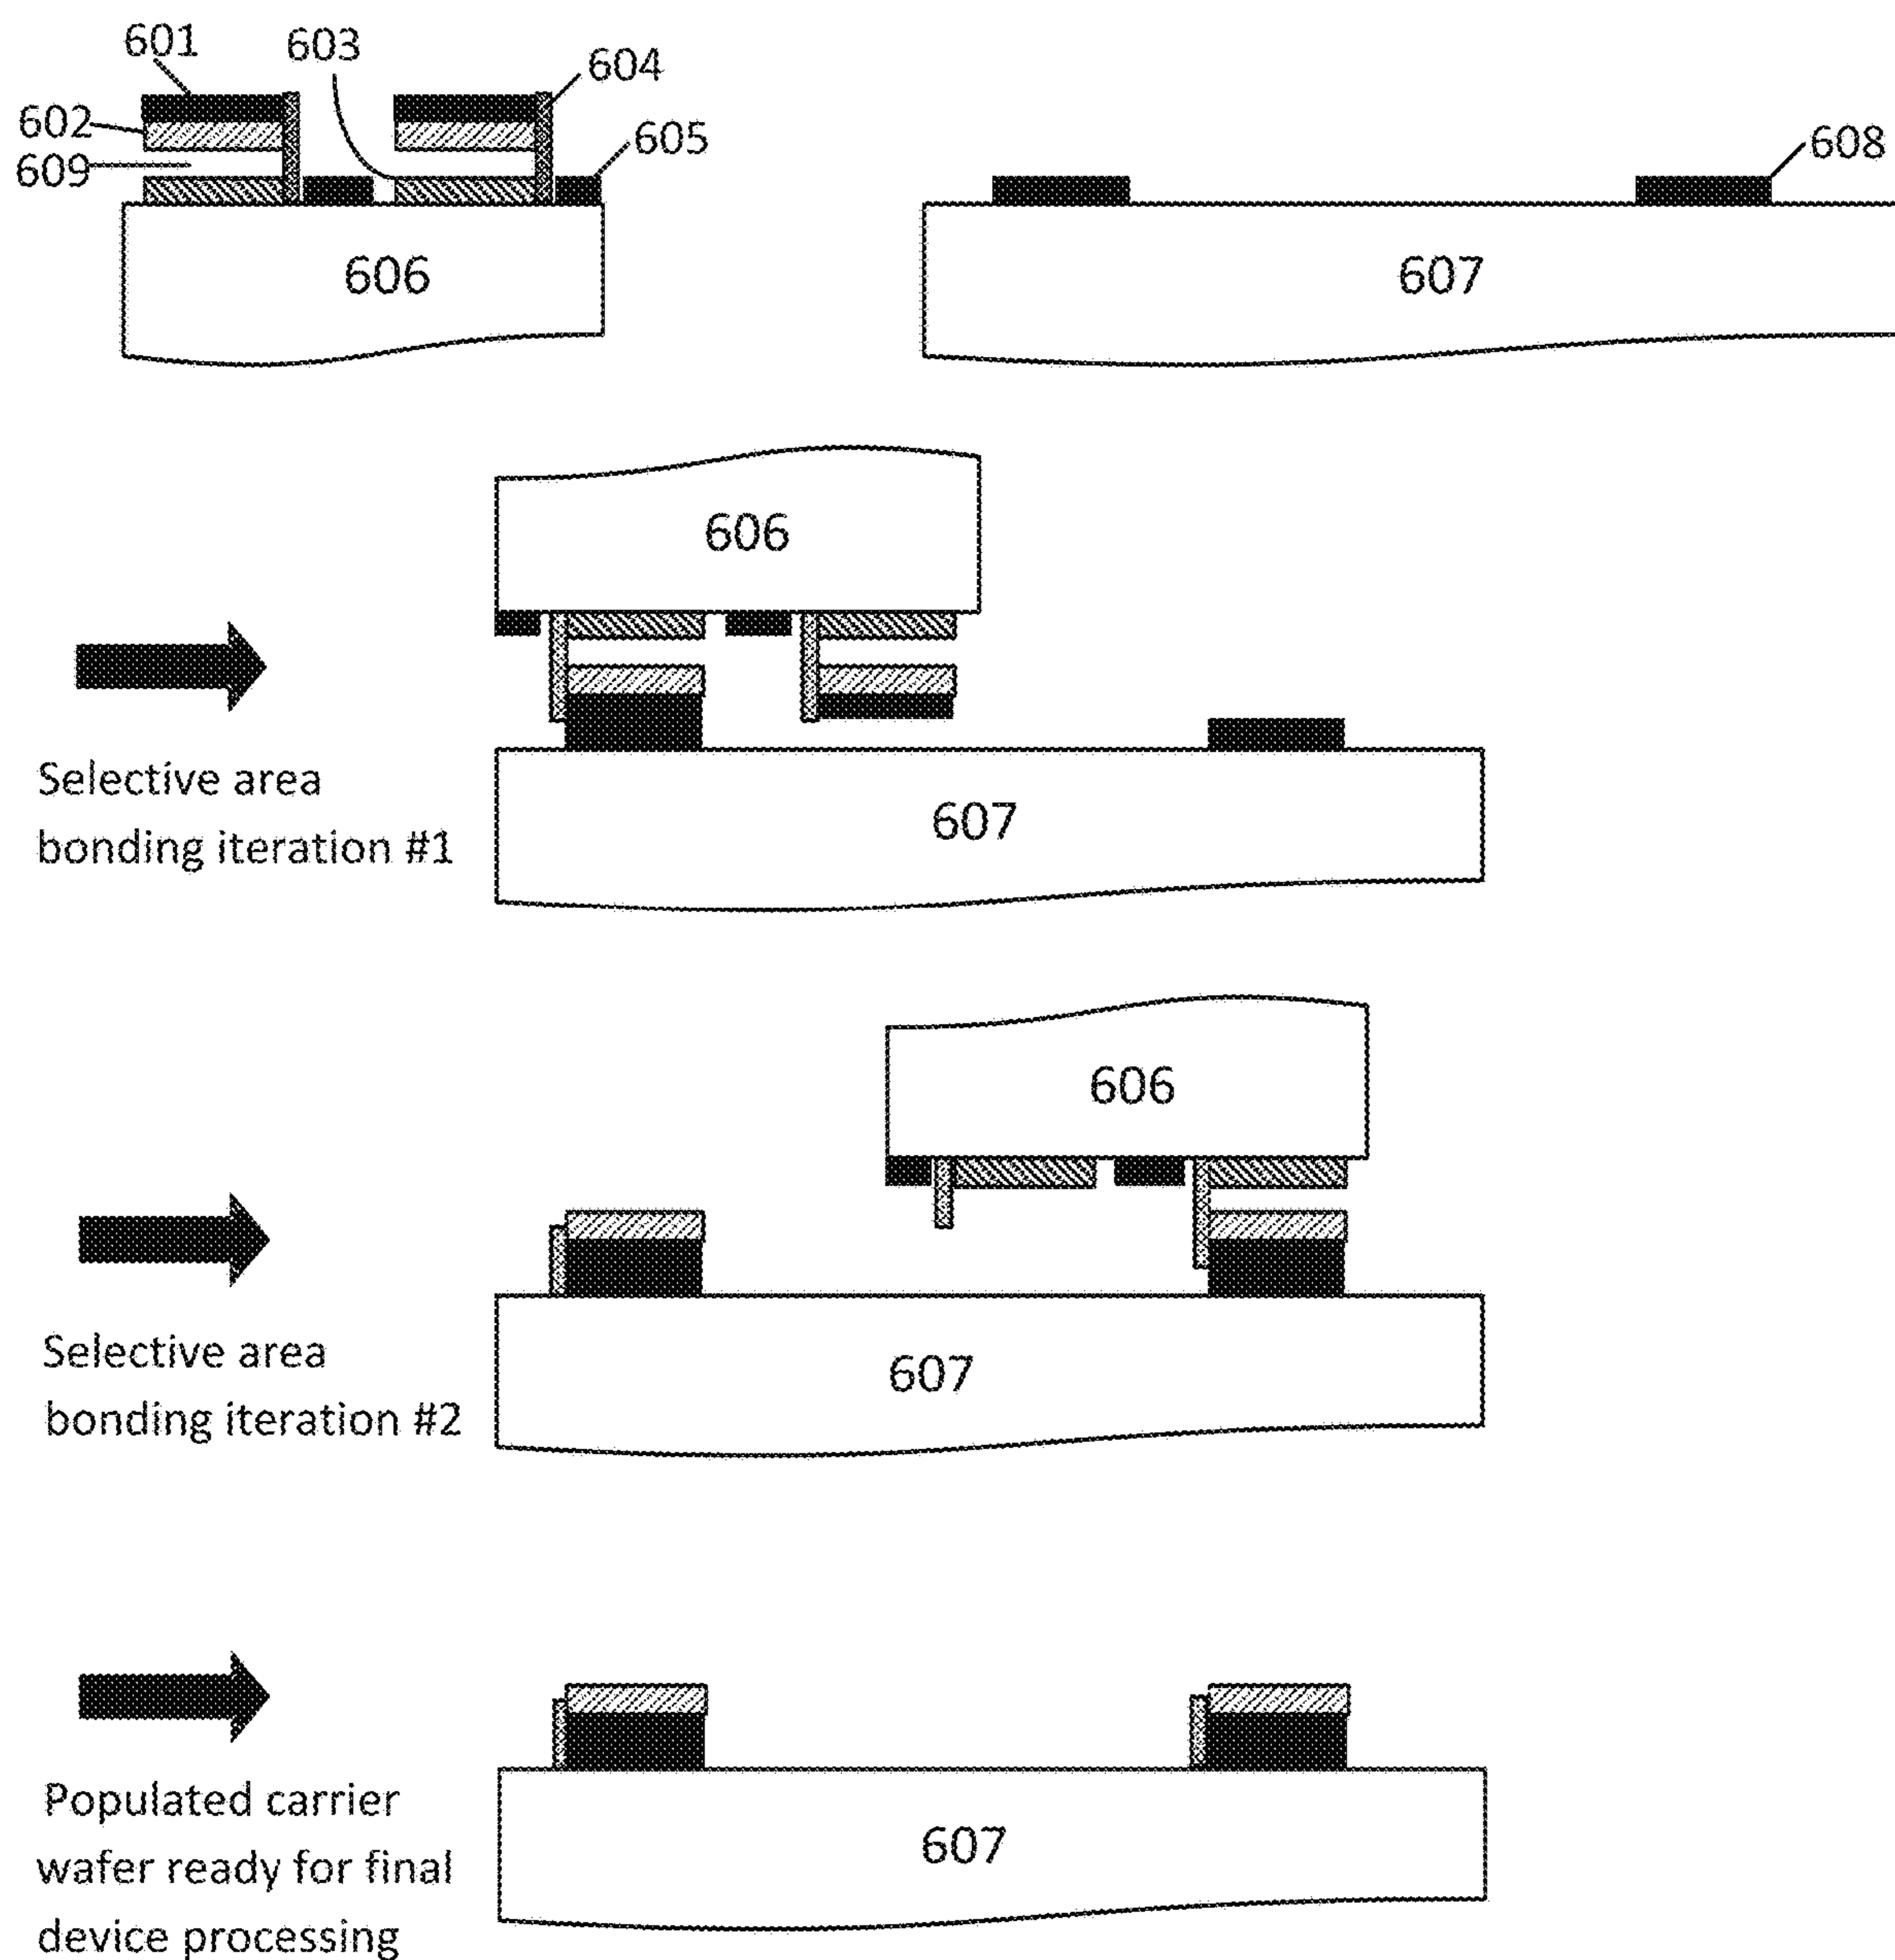 601
603
604
602
605
609
608
606
607
606
Selective area
bonding iteration #1
607
606
Selective area
bonding iteration #2
607
Populated carrier
wafer ready for final
device processing
607